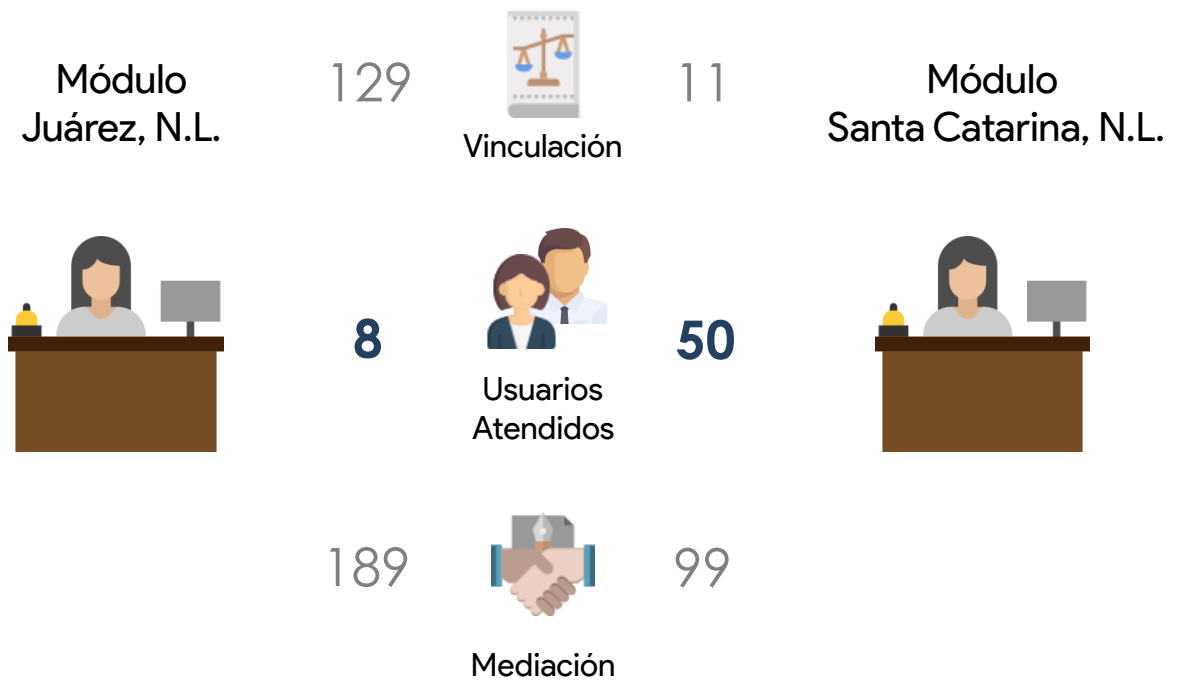 Módulo
Juárez, N.L.
129
11
Módulo
Santa Catarina, N.L.
Vinculación
8
50
Usuarios
Atendidos
189
99
Mediación